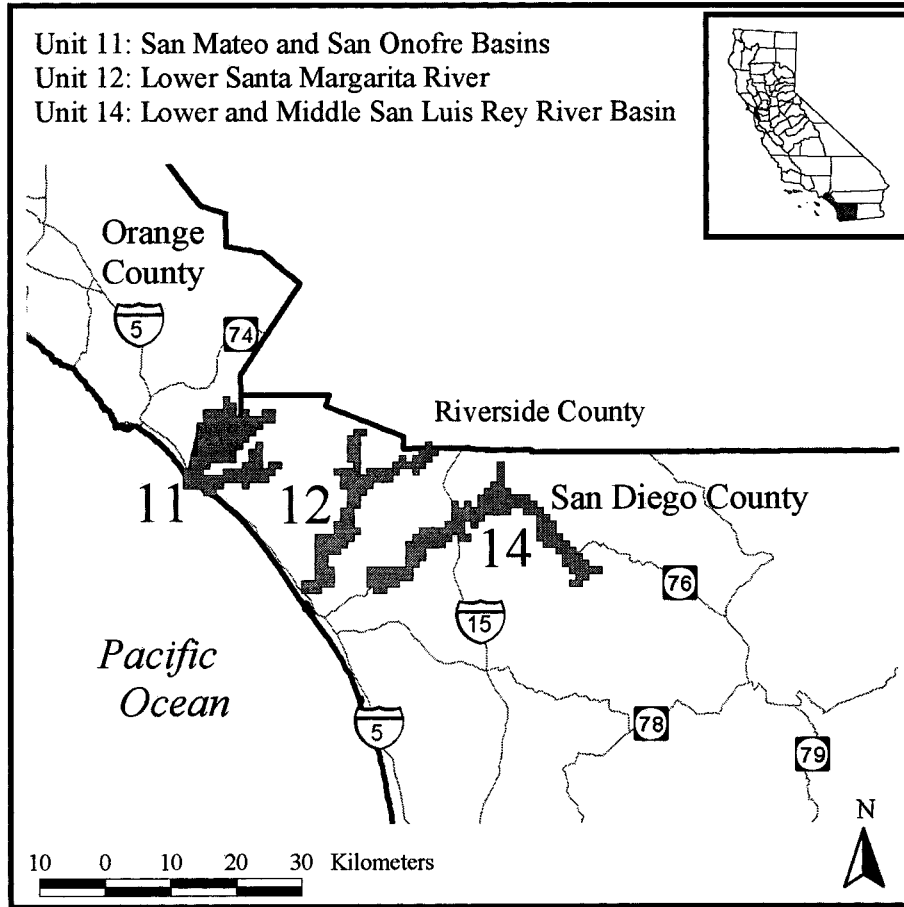 Unit 11: San Mateo and San Onofre Basins
Unit 12: Lower Santa Margarita River
Unit 14: Lower and Middle San Luis Rey River Basin
Orange
County
5
74
Riverside County
11
12
San Diego County
14
76
15
Pacific
Ocean
5
78
79
N
10 0 10 20 30 Kilometers